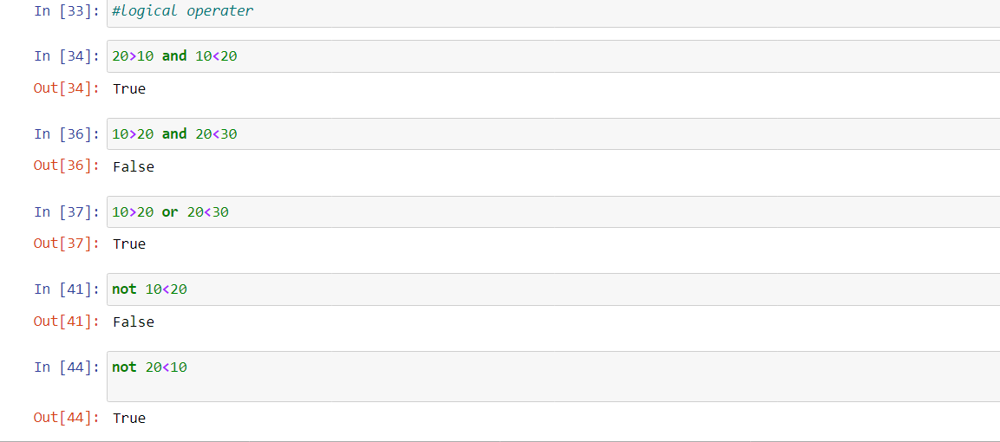 In [33]: #logical operater
In [34]: 20>10 and 10<20
Out[34]: True
In [36]: 10>20 and 20<30
Out[36]: False
In [37]: 10>20 or 20<30
Out[37]: True
In [41]: not 10<20
Out[41]: False
In [44]: not 20<10
Out[44]: True